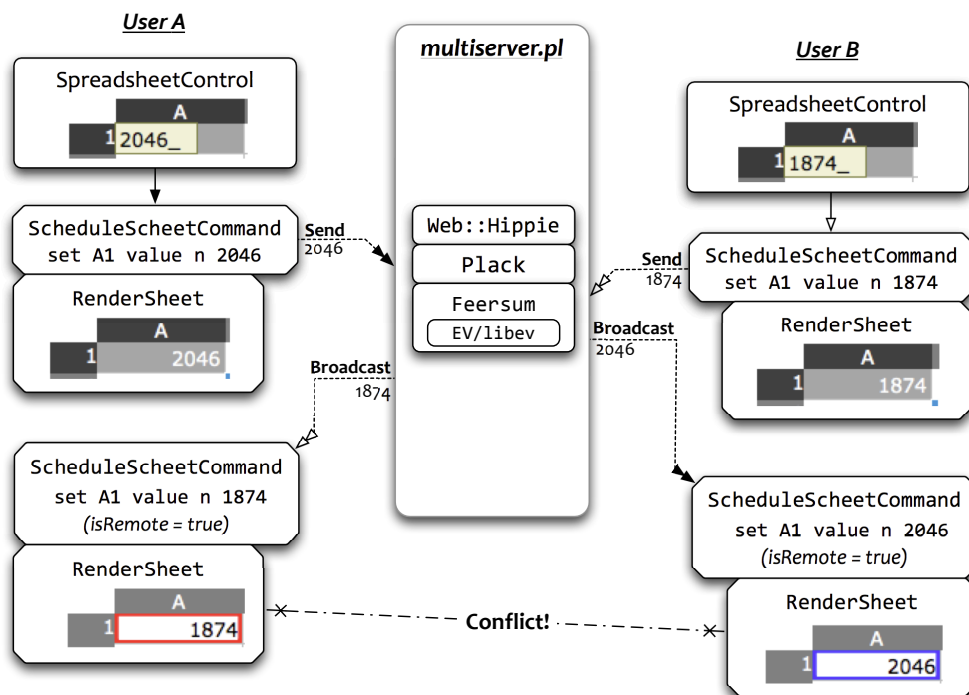 User A
SpreadsheetControl
A
1 2046_
ScheduleScheetCommand
set A1 value n 2046
RenderSheet
A
1 2046
Send
2046
Broadcast
1874
ScheduleScheetCommand
set A1 value n 1874
(isRemote = true)
RenderSheet
A
1 1874
multiserver.pl
Web::Hippie
Plack
Feersum
EV/libev
Conflict!
User B
SpreadsheetControl
A
1 1874_
Send
1874
ScheduleScheetCommand
set A1 value n 1874
RenderSheet
A
1 1874
Broadcast
2046
ScheduleScheetCommand
set A1 value n 2046
(isRemote = true)
RenderSheet
A
1 2046